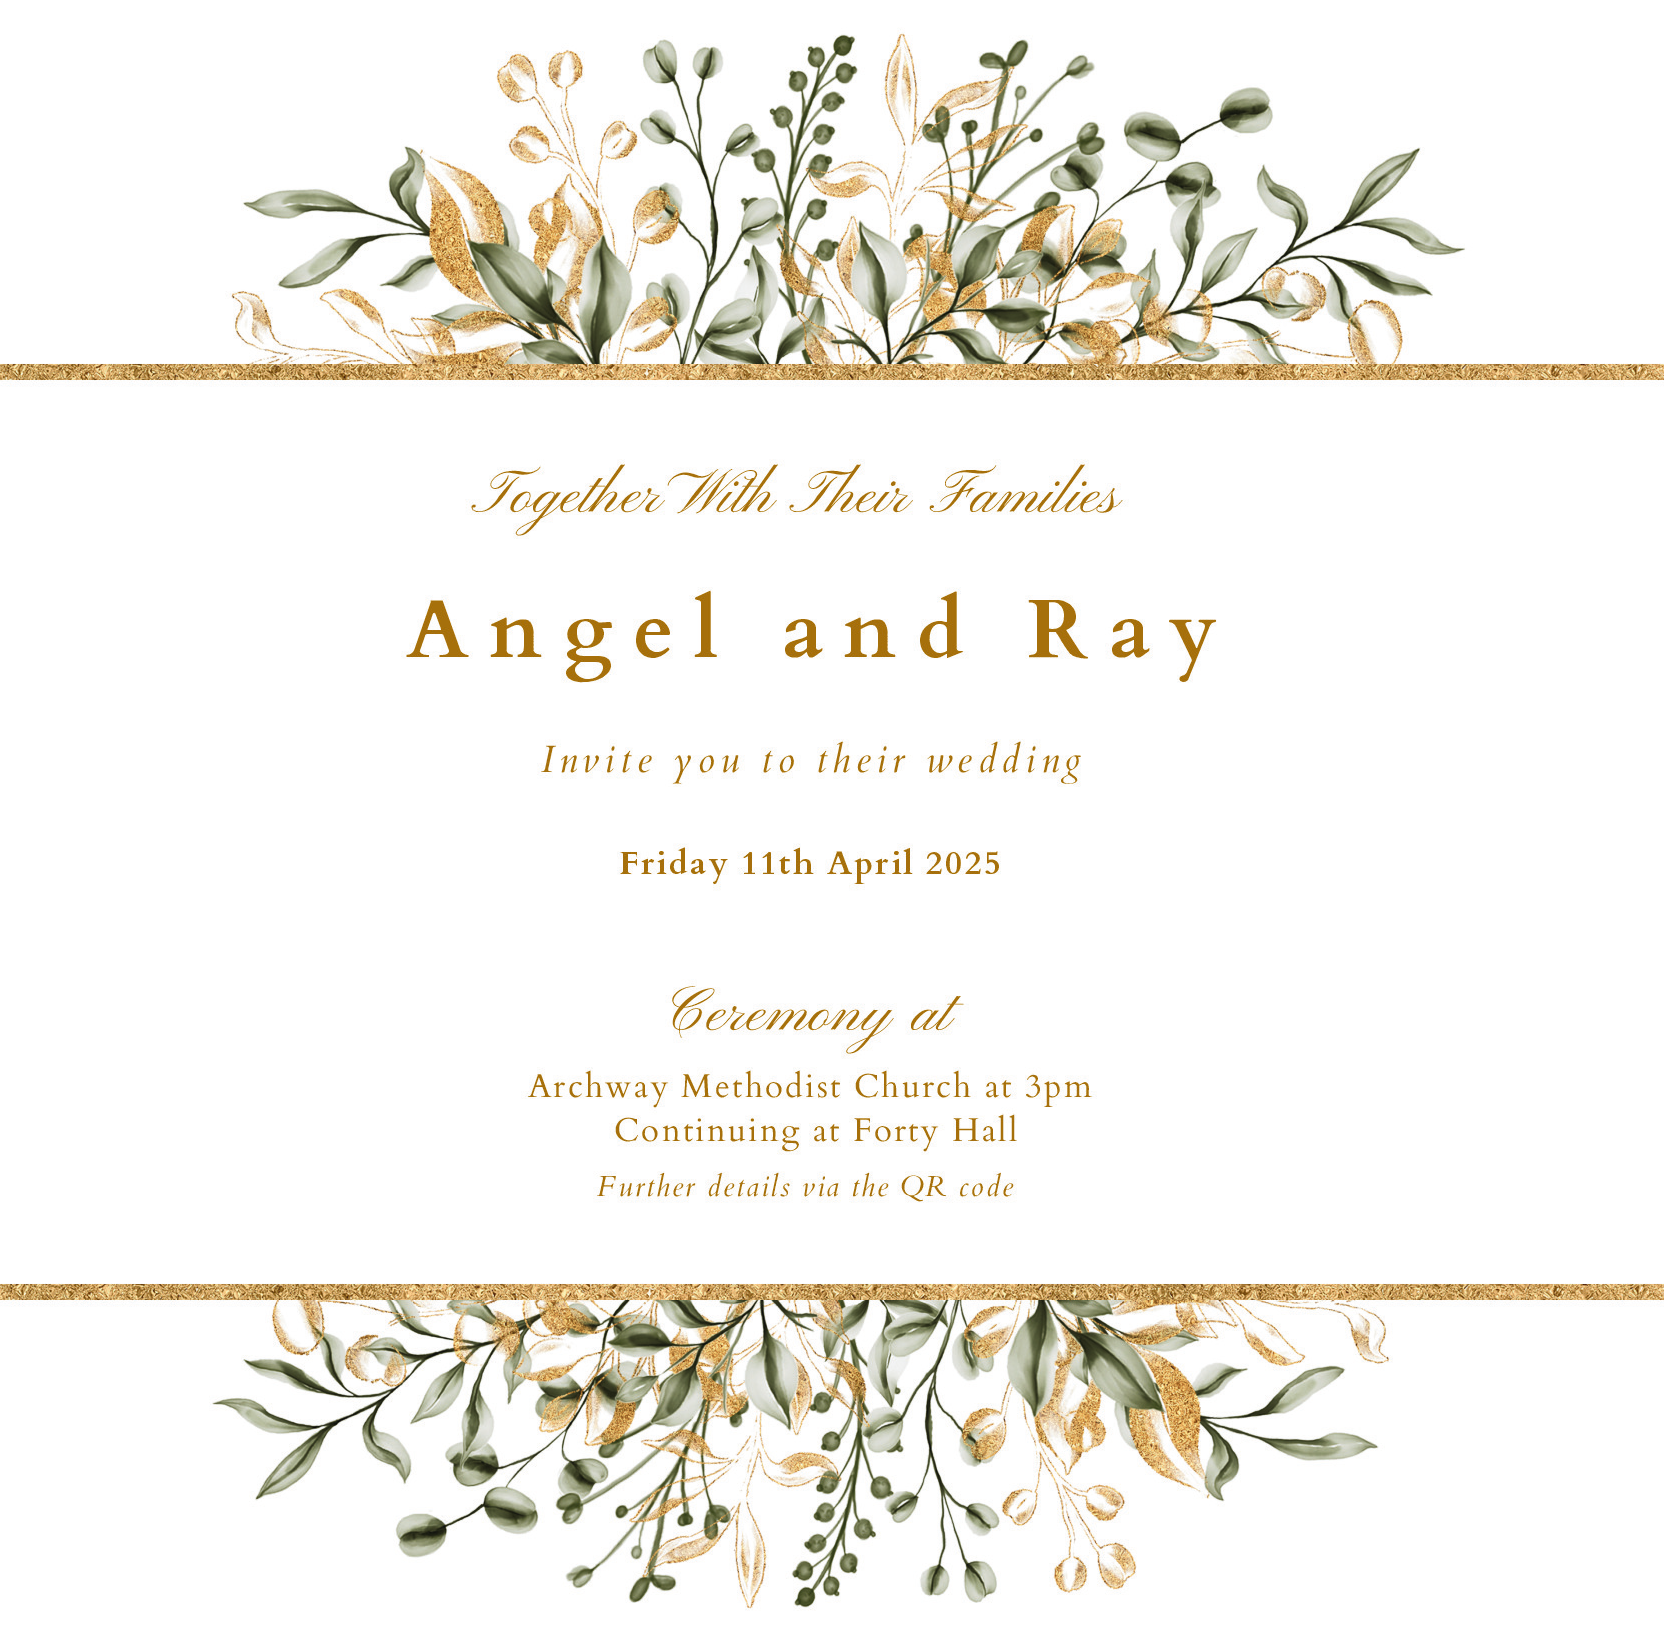 Together With Their Families
Angel and Ray
Invite you to their wedding
Friday 11th April 2025
Ceremony at
Archway Methodist Church at 3pm
Continuing at Forty Hall
Further details via the QR code